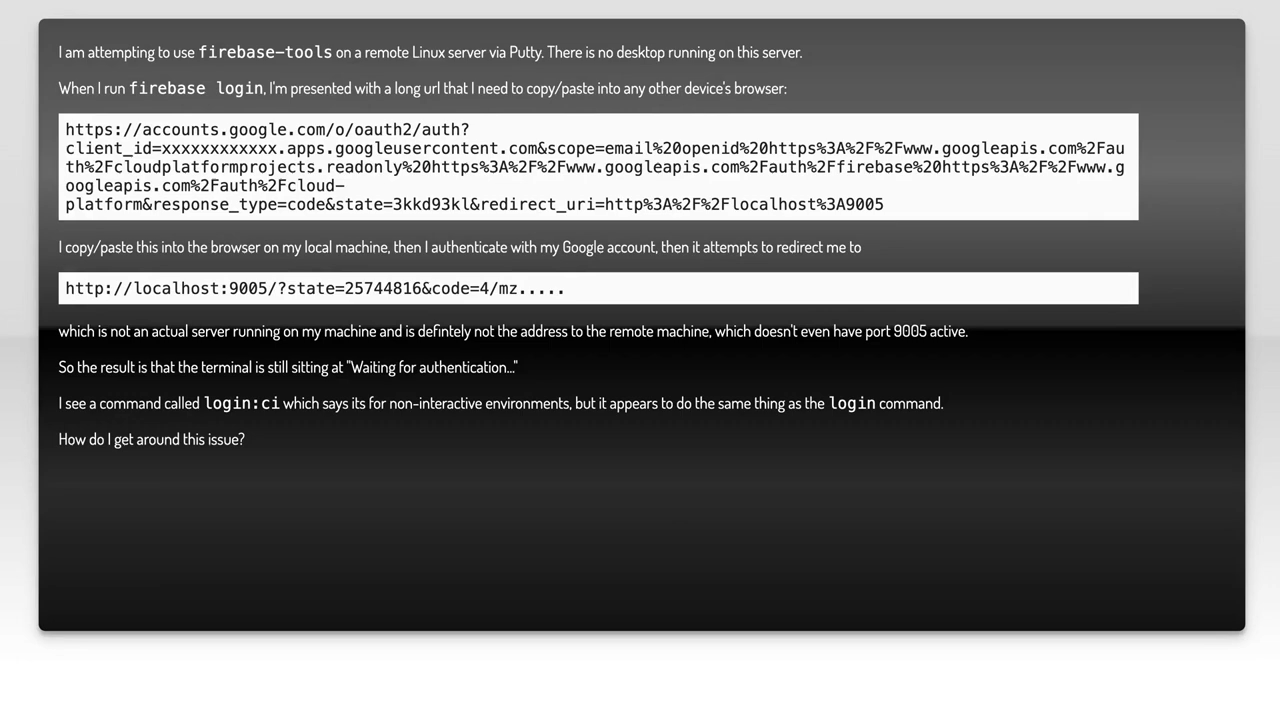 I am attempting to use firebase-tools on a remote Linux server via Putty. There is no desktop running on this server.
When I run firebase login, I'm presented with a long url that I need to copy/paste into any other device's browser:
https://accounts.google.com/o/oauth2/auth?
client_id=xxxxxxxxxxxx.apps.googleusercontent.com&scope=email%20openid%20https%3A%2F%2Fwww.googleapis.com%2Fau
th%2Fcloudplatformprojects.readonly%20https%3A%2F%2Fwww.googleapis.com%2Fauth%2Ffirebase%20https%3A%2F%2Fwww.g
oogleapis.com%2Fauth%2Fcloud-
platform&response_type=code&state=3kkd93kl&redirect_uri=http%3A%2F%2Flocalhost%3A9005
I copy/paste this into the browser on my local machine, then I authenticate with my Google account, then it attempts to redirect me to
http://localhost:9005/?state=25744816&code=4/mz.....
which is not an actual server running on my machine and is defintely not the address to the remote machine, which doesn't even have port 9005 active.
So the result is that the terminal is still sitting at "Waiting for authentication..."
I see a command called login:ci which says its for non-interactive environments, but it appears to do the same thing as the login command.
How do I get around this issue?